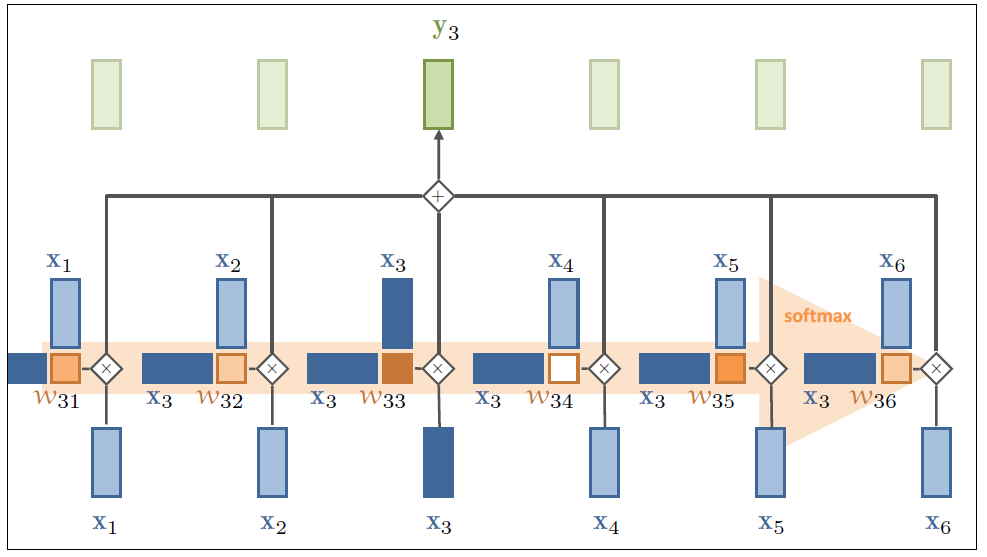 y₃
+
x₁ x₂ x₃ x₄ x₅ x₆
softmax
× × × × × ×
w₃₁ x₃ w₃₂ x₃ w₃₃ x₃ w₃₄ x₃ w₃₅ x₃ w₃₆
x₁ x₂ x₃ x₄ x₅ x₆